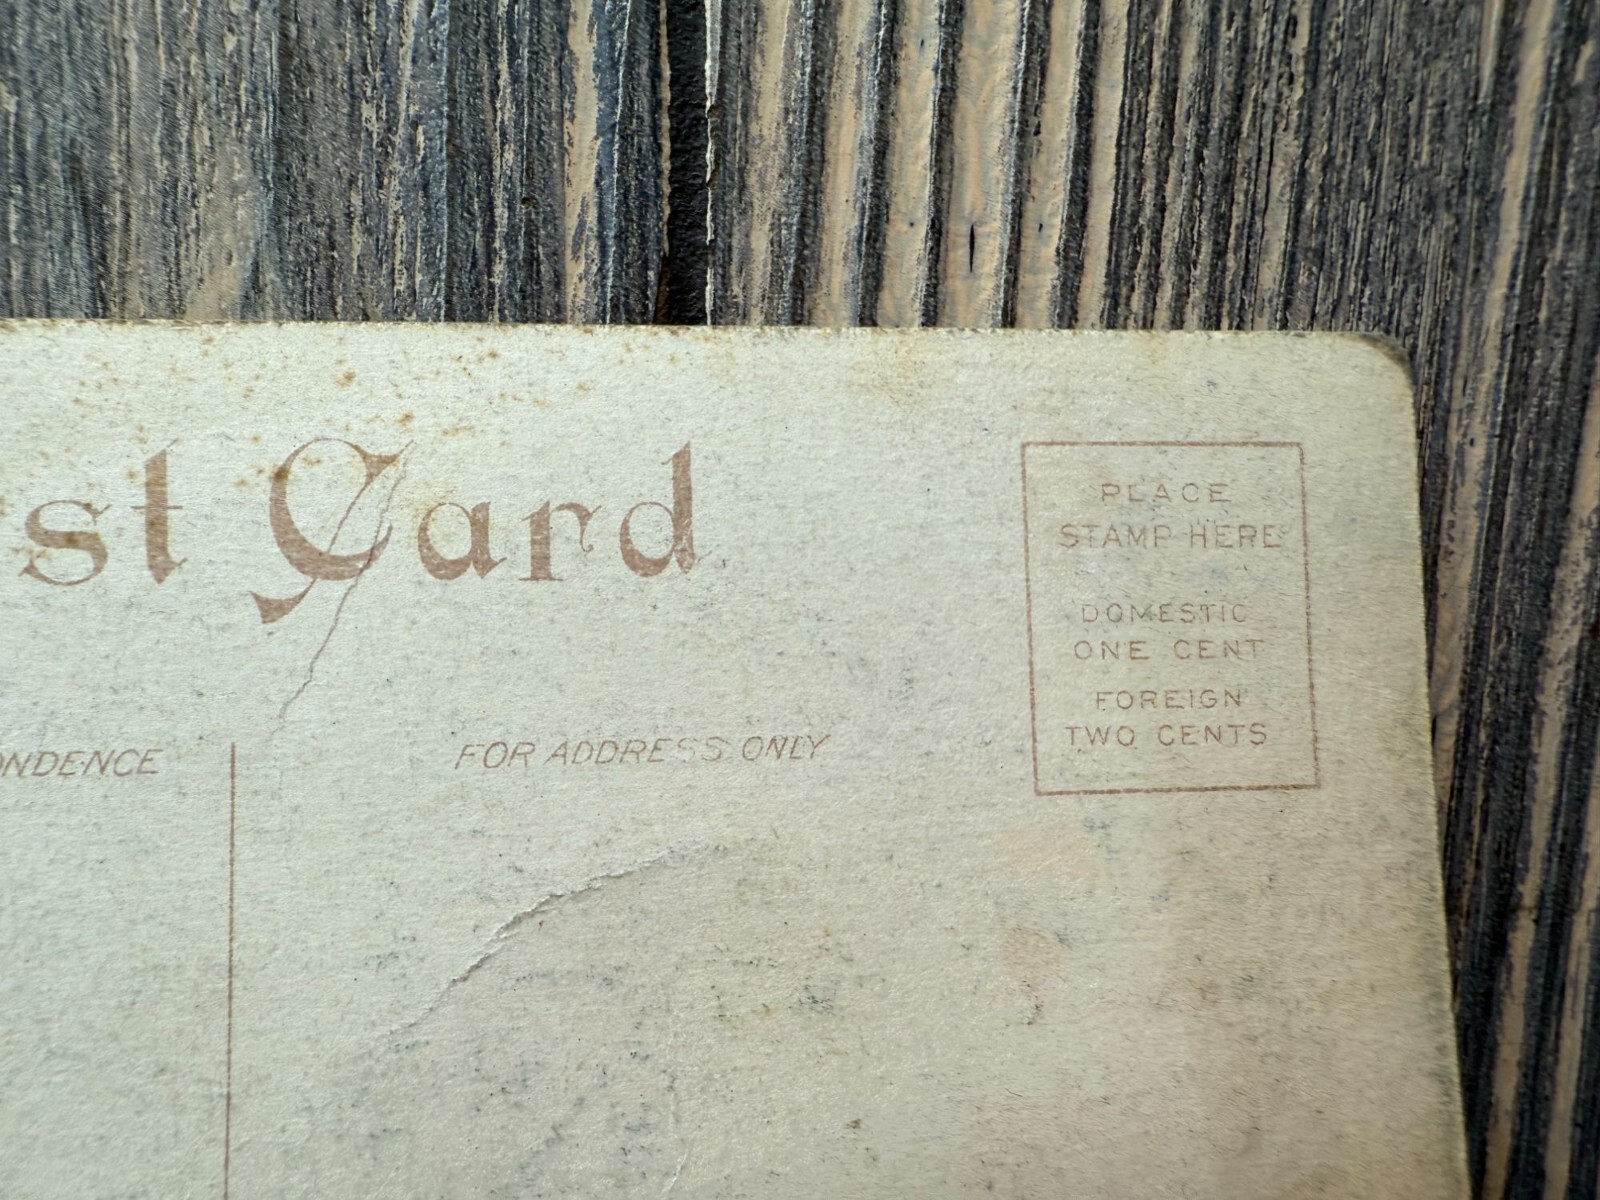 st Card
PLACE
STAMP HERE
DOMESTIC
ONE CENT
FOREIGN
TWO CENTS
ONDENCE
FOR ADDRESS ONLY